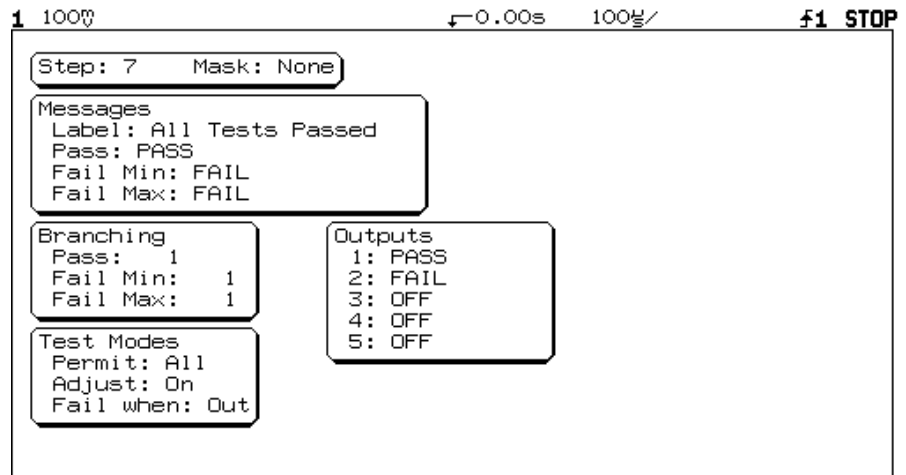 1 100mV 0.00s 100µs/ 1 STOP
Step: 7 Mask: None
Messages
Label: All Tests Passed
Pass: PASS
Fail Min: FAIL
Fail Max: FAIL
Branching
Pass: 1
Fail Min: 1
Fail Max: 1
Outputs
1: PASS
2: FAIL
3: OFF
4: OFF
5: OFF
Test Modes
Permit: All
Adjust: On
Fail when: Out